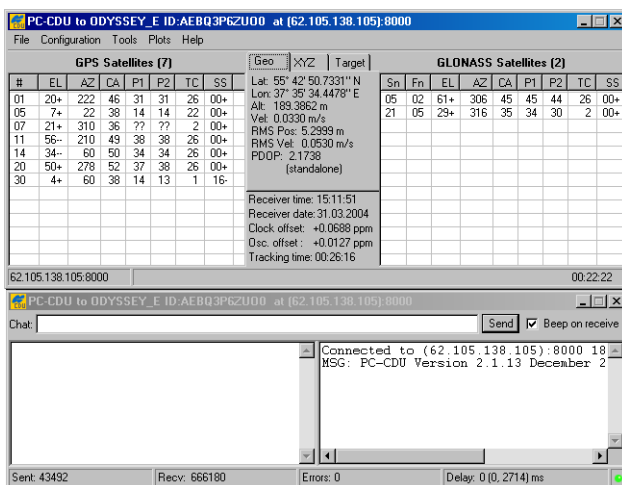 PC-CDU to ODYSSEY_E ID:AEBQ3P6ZUO0 at (62.105.138.105):8000
File Configuration Tools Plots Help
GPS Satellites (7)
# EL AZ CA P1 P2 TC SS
01 20+ 222 46 31 31 26 00+
05 7+ 22 38 14 14 22 00+
07 21+ 310 36 ?? ?? 2 00+
11 56-- 210 49 38 38 26 00+
14 34-- 60 50 34 34 26 00+
20 50+ 278 52 37 38 26 00+
30 4+ 60 38 14 13 1 16-
Geo XYZ Target
Lat: 55° 42' 50.7331'' N
Lon: 37° 35' 34.4478'' E
Alt: 189.3862 m
Vel: 0.0330 m/s
RMS Pos: 5.2999 m
RMS Vel: 0.0530 m/s
PDOP: 2.1738
(standalone)
Receiver time: 15:11:51
Receiver date: 31.03.2004
Clock offset: +0.0688 ppm
Osc. offset : +0.0127 ppm
Tracking time: 00:26:16
GLONASS Satellites (2)
Sn Fn EL AZ CA P1 P2 TC SS
05 02 61+ 306 45 45 44 26 00+
21 05 29+ 316 35 34 30 2 00+
62.105.138.105:8000
00:22:22
PC-CDU to ODYSSEY_E ID:AEBQ3P6ZUO0 at (62.105.138.105):8000
Chat:
Send
Beep on receive
Connected to (62.105.138.105):8000 18
MSG: PC-CDU Version 2.1.13 December 2
Sent: 43492
Recv: 666180
Errors: 0
Delay: 0 (0, 2714) ms